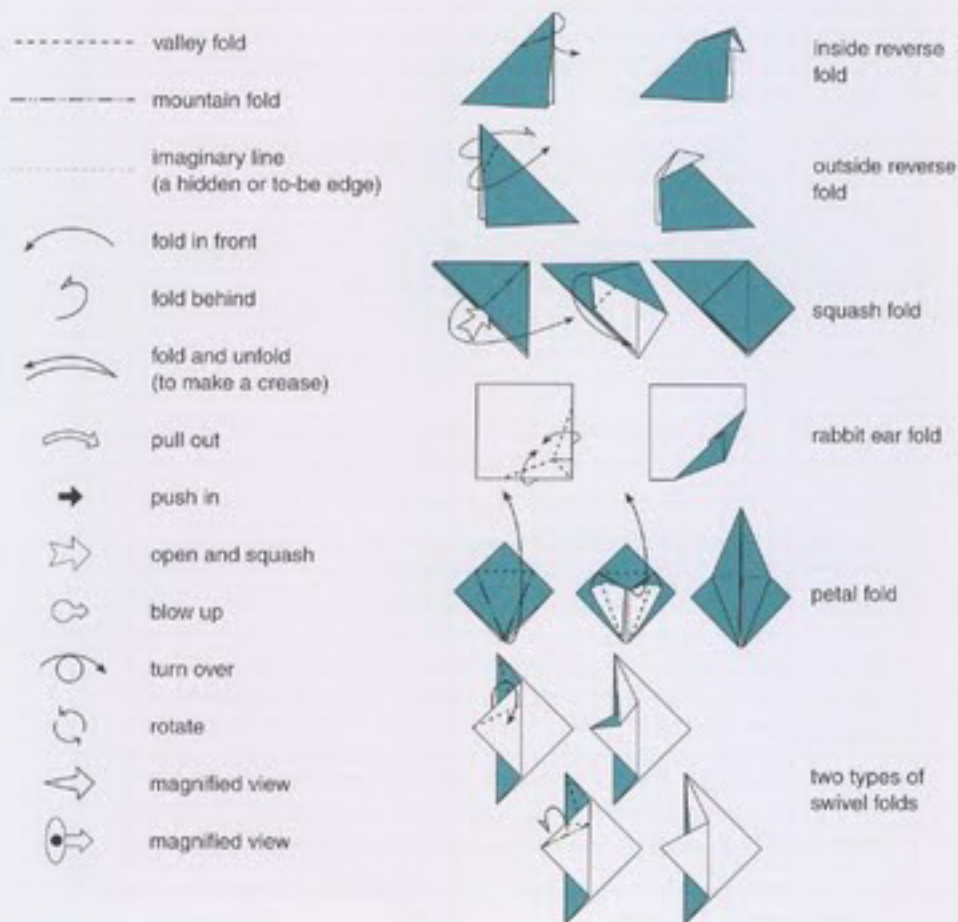 valley fold
mountain fold
imaginary line
(a hidden or to-be edge)
fold in front
fold behind
fold and unfold
(to make a crease)
pull out
push in
open and squash
blow up
turn over
rotate
magnified view
magnified view
inside reverse
fold
outside reverse
fold
squash fold
rabbit ear fold
petal fold
two types of
swivel folds